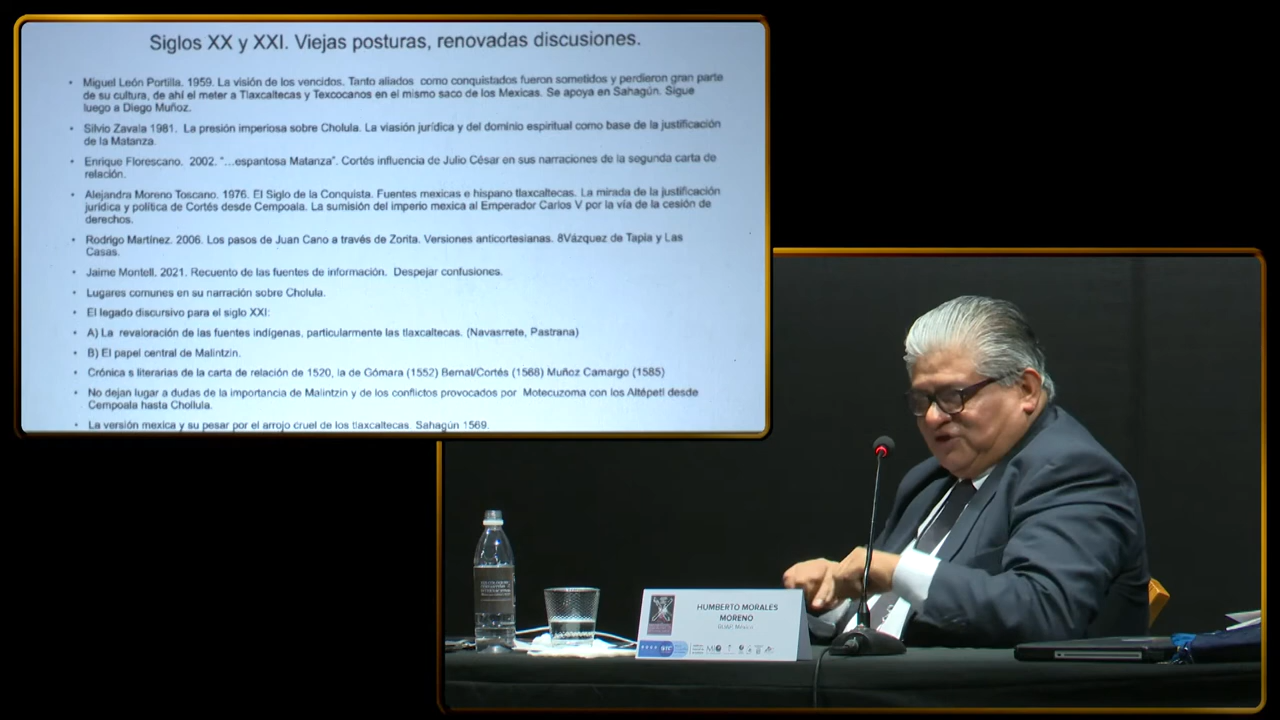 Siglos XX y XXI. Viejas posturas, renovadas discusiones.
• Miguel León Portilla. 1959. La visión de los vencidos. Tanto aliados como conquistados fueron sometidos y perdieron gran parte
de su cultura, de ahí el meter a Tlaxcaltecas y Texcocanos en el mismo saco de los Mexicas. Se apoya en Sahagún. Sigue
luego a Diego Muñoz.
• Silvio Zavala 1981. La presión imperiosa sobre Cholula. La viasión jurídica y del dominio espiritual como base de la justificación
de la Matanza.
• Enrique Florescano. 2002. "...espantosa Matanza". Cortés influencia de Julio César en sus narraciones de la segunda carta de
relación.
• Alejandra Moreno Toscano. 1976. El Siglo de la Conquista. Fuentes mexicas e hispano tlaxcaltecas. La mirada de la justificación
jurídica y política de Cortés desde Cempoala. La sumisión del imperio mexica al Emperador Carlos V por la vía de la cesión de
derechos.
• Rodrigo Martínez. 2006. Los pasos de Juan Cano a través de Zorita. Versiones anticortesianas. 8Vázquez de Tapia y Las
Casas.
• Jaime Montell. 2021. Recuento de las fuentes de información. Despejar confusiones.
• Lugares comunes en su narración sobre Cholula.
• El legado discursivo para el siglo XXI:
• A) La revaloración de las fuentes indígenas, particularmente las tlaxcaltecas. (Navasrrete, Pastrana)
• B) El papel central de Malintzin.
• Crónica s literarias de la carta de relación de 1520, la de Gómara (1552) Bernal/Cortés (1568) Muñoz Camargo (1585)
• No dejan lugar a dudas de la importancia de Malintzin y de los conflictos provocados por Motecuzoma con los Altépetl desde
Cempoala hasta Chollula.
• La versión mexica y su pesar por el arrojo cruel de los tlaxcaltecas. Sahagún 1569.
HUMBERTO MORALES
MORENO